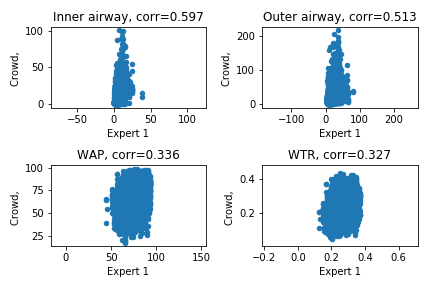 Inner airway, corr=0.597
Outer airway, corr=0.513
100
50
0
Crowd,
−50 0 50 100
Expert 1
200
100
0
Crowd,
−100 0 100 200
Expert 1
WAP, corr=0.336
WTR, corr=0.327
100
75
50
25
Crowd,
0 50 100 150
Expert 1
0.4
0.2
Crowd,
−0.2 0.0 0.2 0.4 0.6
Expert 1